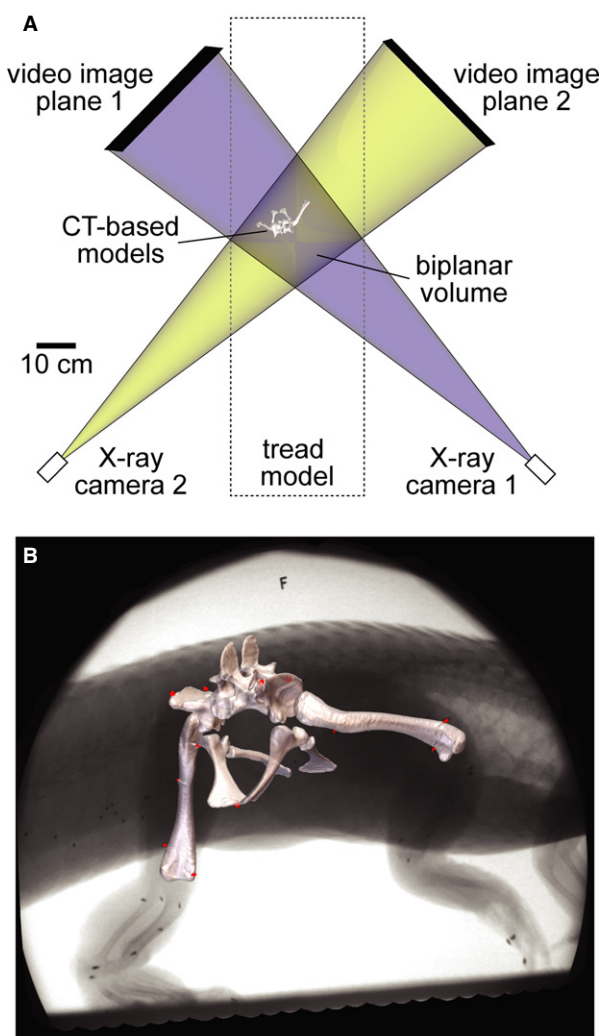 A
video image
plane 1
video image
plane 2
CT-based
models
biplanar
volume
10 cm
X-ray
camera 2
tread
model
X-ray
camera 1
B
F